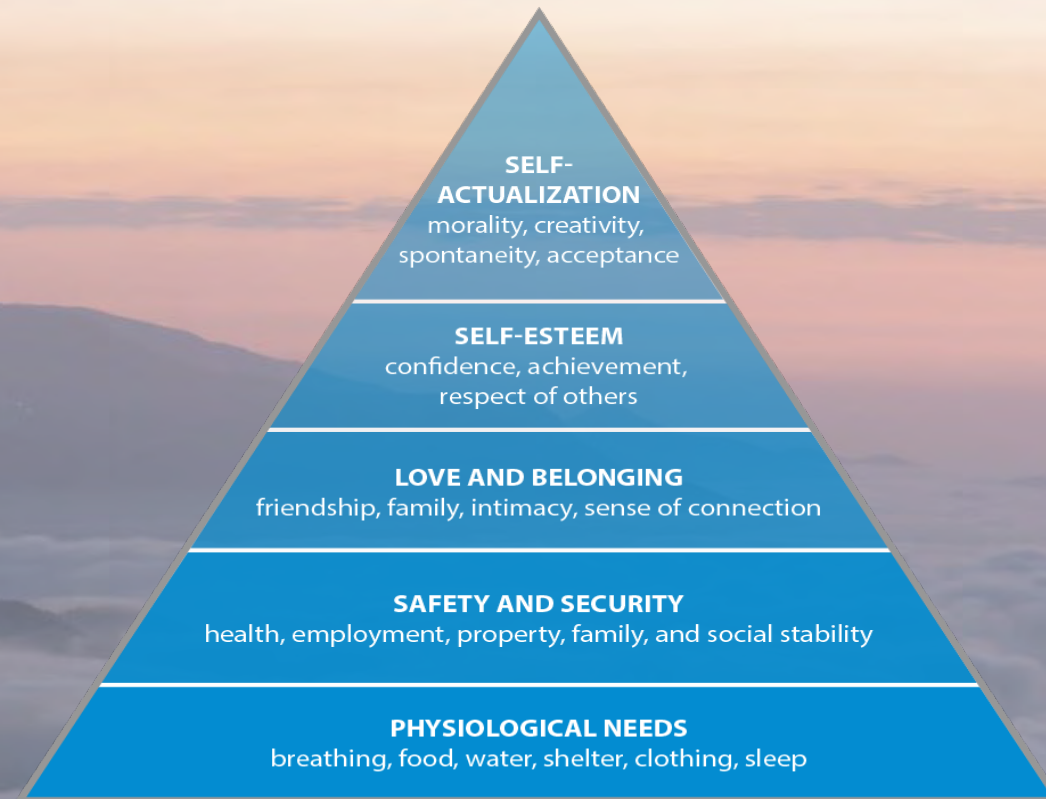 SELF-
ACTUALIZATION
morality, creativity,
spontaneity, acceptance
SELF-ESTEEM
confidence, achievement,
respect of others
LOVE AND BELONGING
friendship, family, intimacy, sense of connection
SAFETY AND SECURITY
health, employment, property, family, and social stability
PHYSIOLOGICAL NEEDS
breathing, food, water, shelter, clothing, sleep